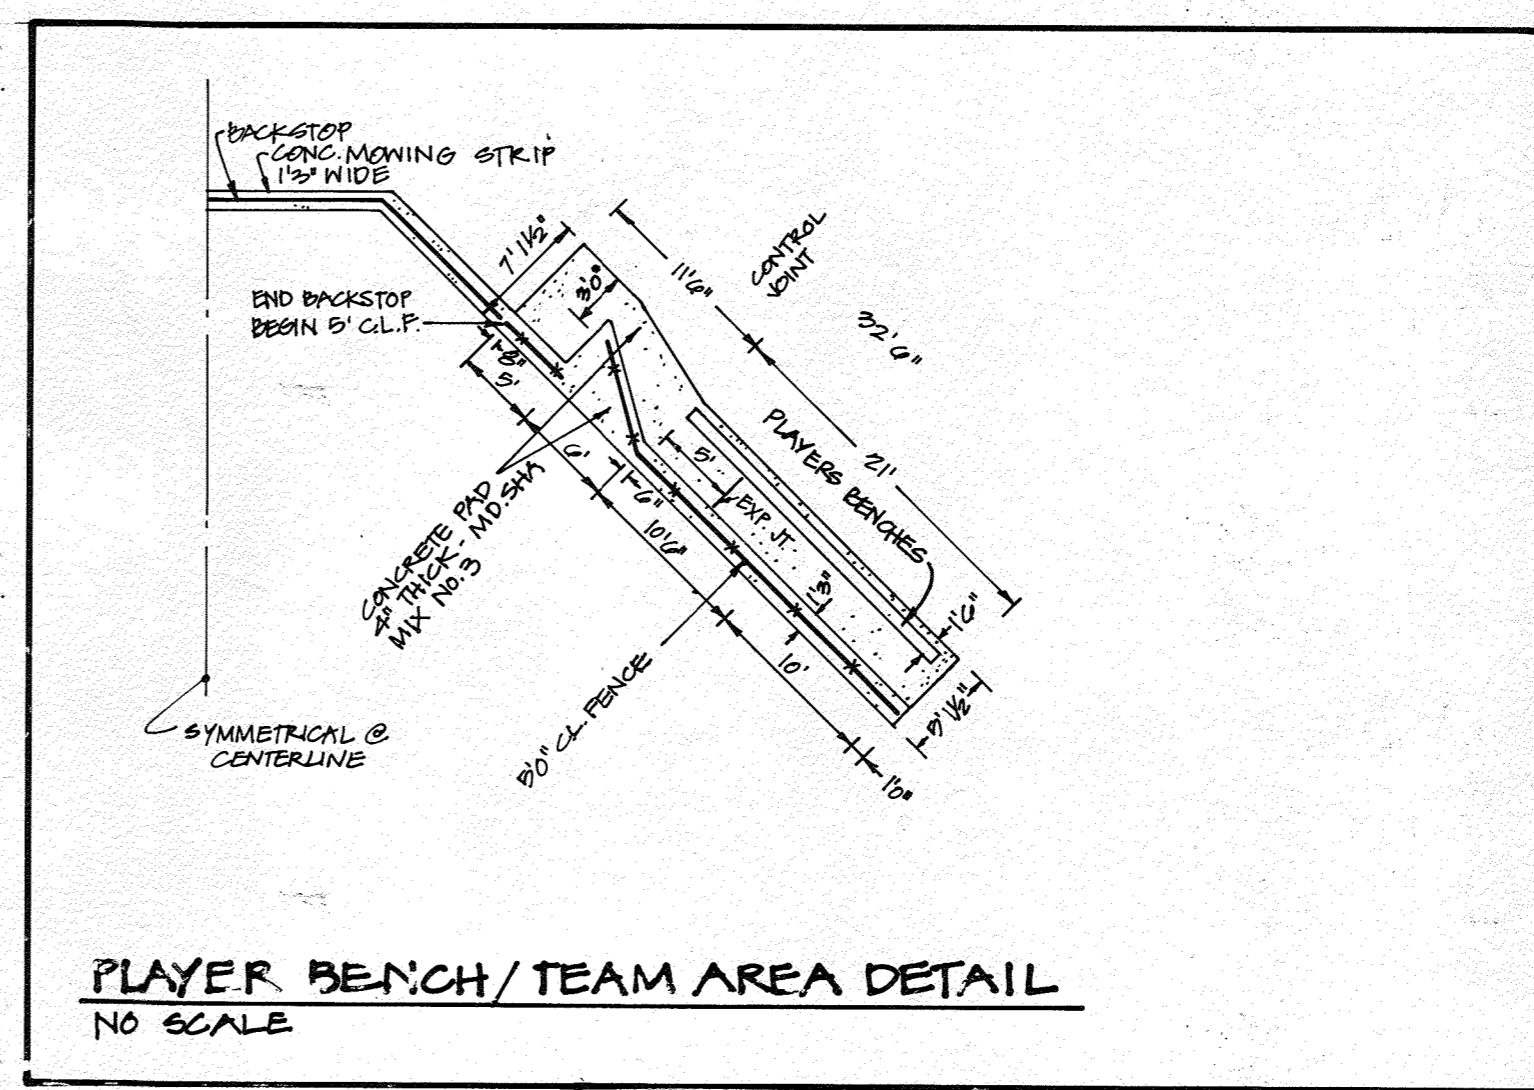 BACKSTOP
CONC. MOWING STRIP
1'3" WIDE
7' 1 1/2"
3'0"
11'6"
CONTROL
JOINT
32'6"
END BACKSTOP
BEGIN 5' C.L.F.
8"
5'
6'
6"
10'6"
5'
EXP. JT.
PLAYERS BENCHES
21'
CONCRETE PAD
4" THICK - MD. SHA
MIX NO. 3
1'3"
1'6"
10'
5' 1 1/2"
1'0"
5'0" C.L. FENCE
SYMMETRICAL @
CENTERLINE
PLAYER BENCH / TEAM AREA DETAIL
NO SCALE